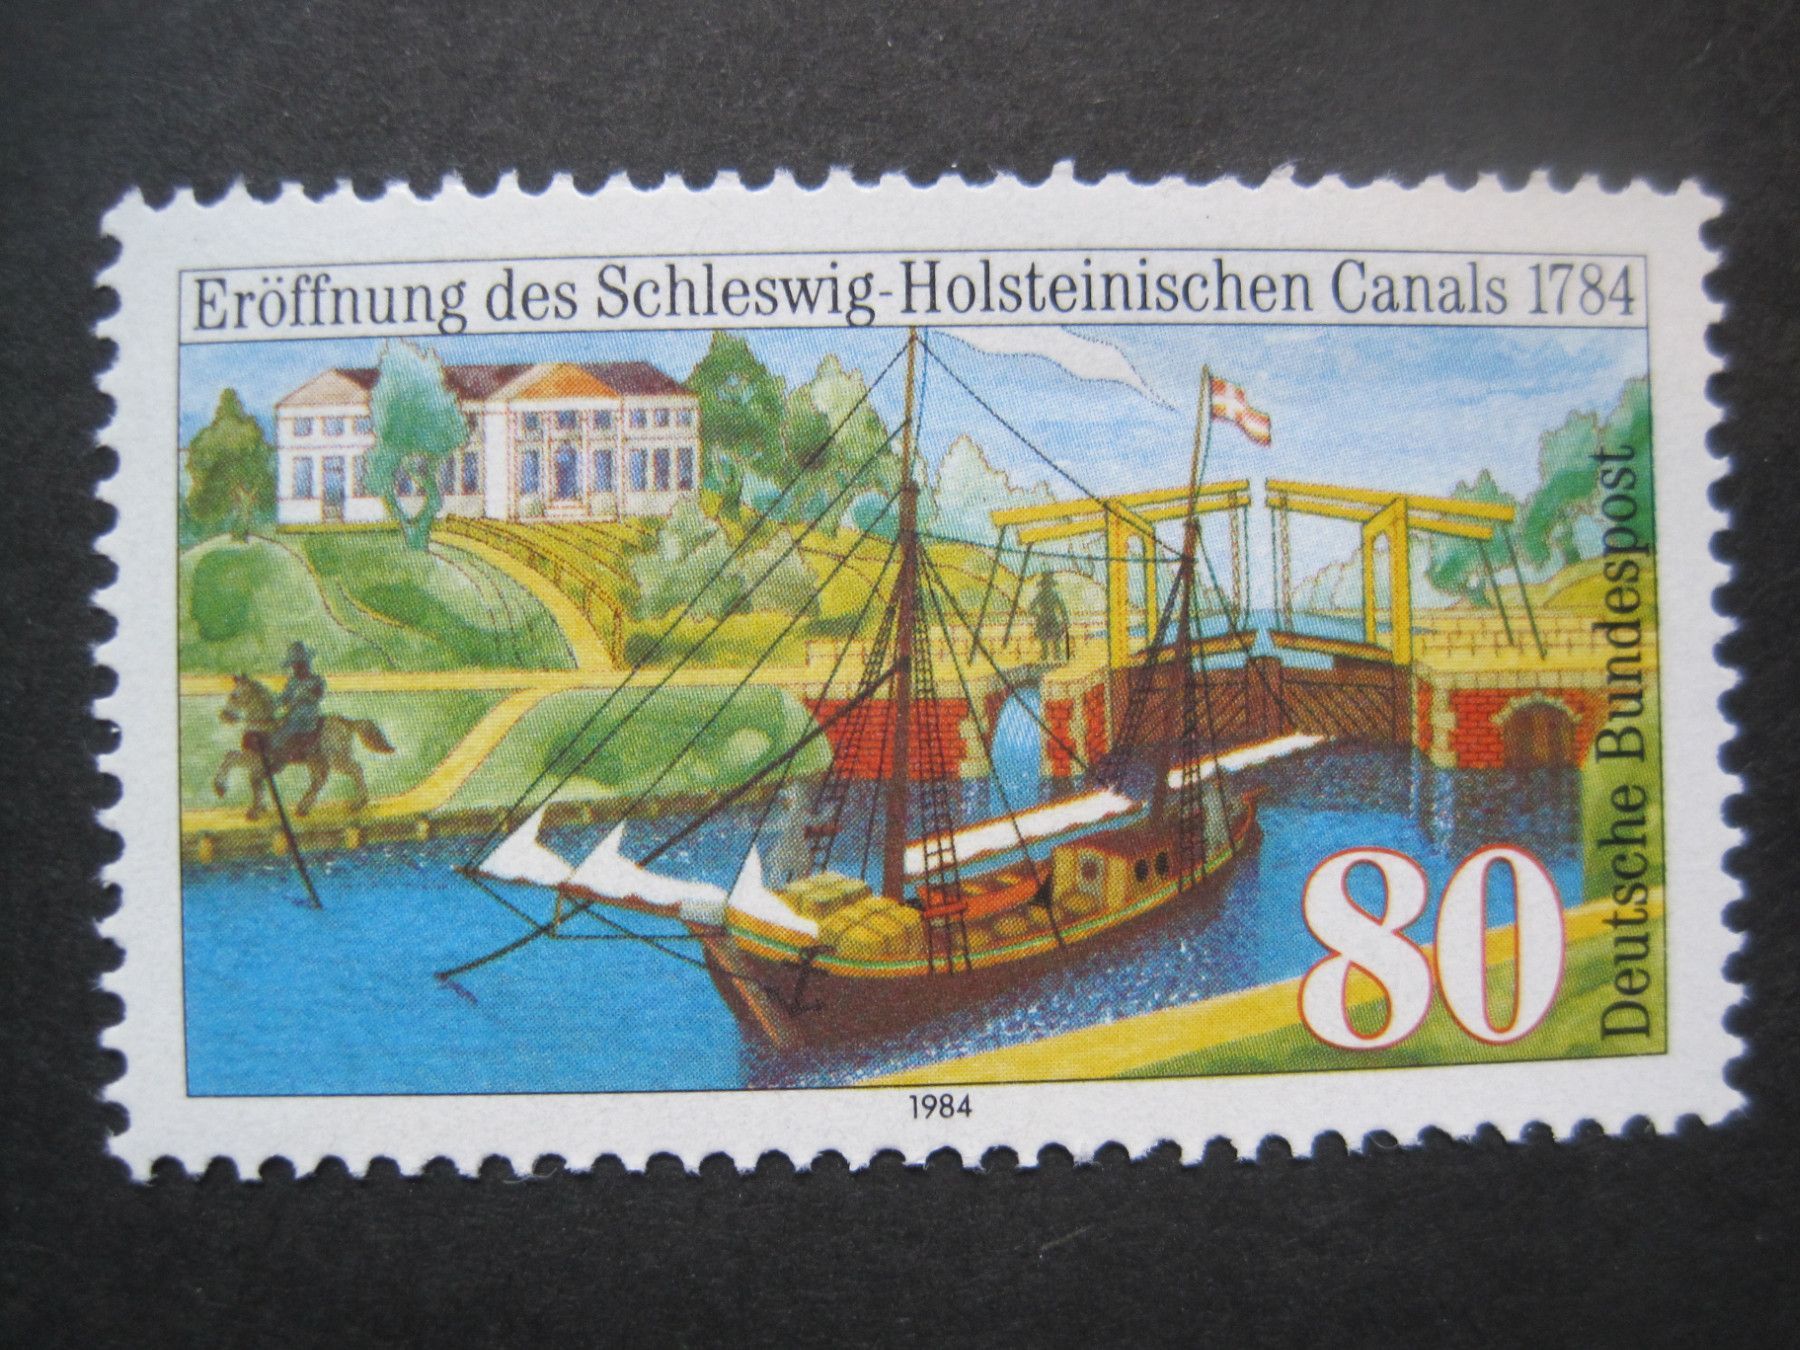 Eröffnung des Schleswig-Holsteinischen Canals 1784
Deutsche Bundespost
80
1984